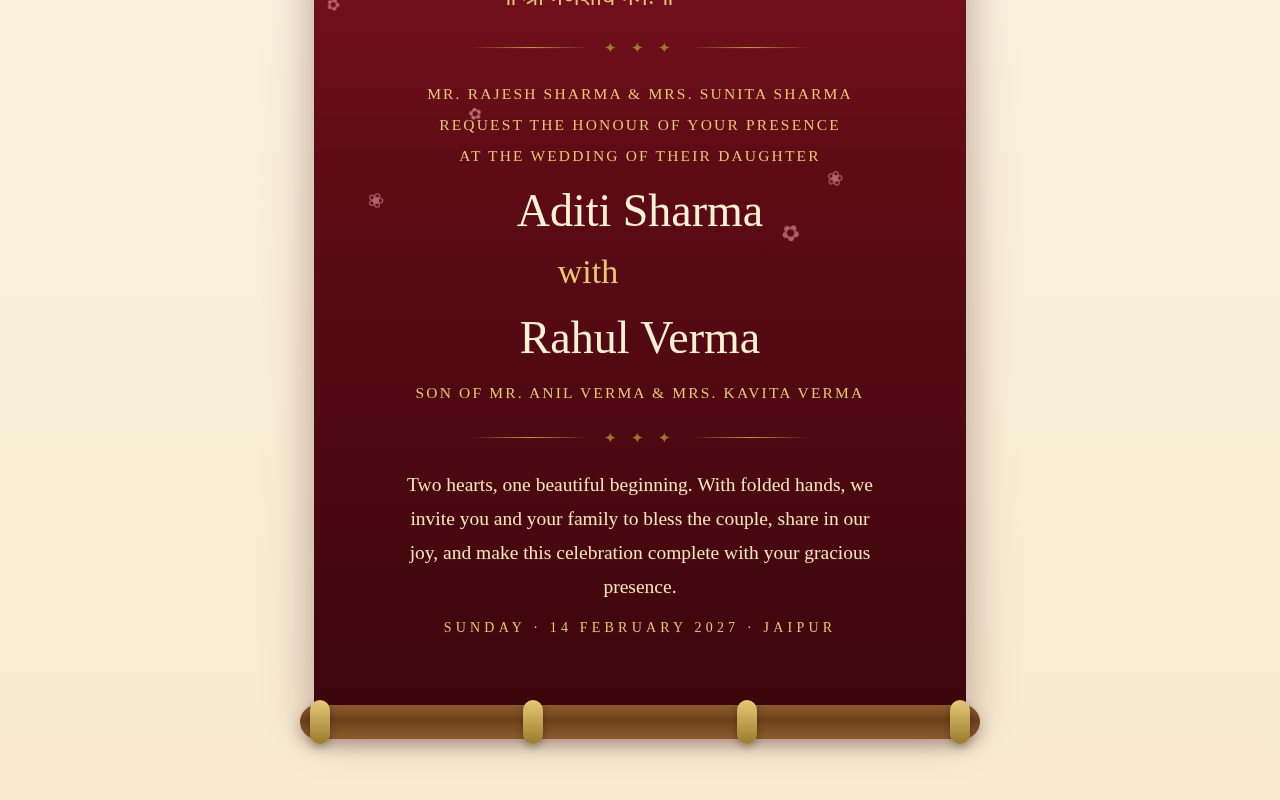 MR. RAJESH SHARMA & MRS. SUNITA SHARMA
REQUEST THE HONOUR OF YOUR PRESENCE
AT THE WEDDING OF THEIR DAUGHTER
Aditi Sharma
with
Rahul Verma
SON OF MR. ANIL VERMA & MRS. KAVITA VERMA
Two hearts, one beautiful beginning. With folded hands, we
invite you and your family to bless the couple, share in our
joy, and make this celebration complete with your gracious
presence.
SUNDAY · 14 FEBRUARY 2027 · JAIPUR